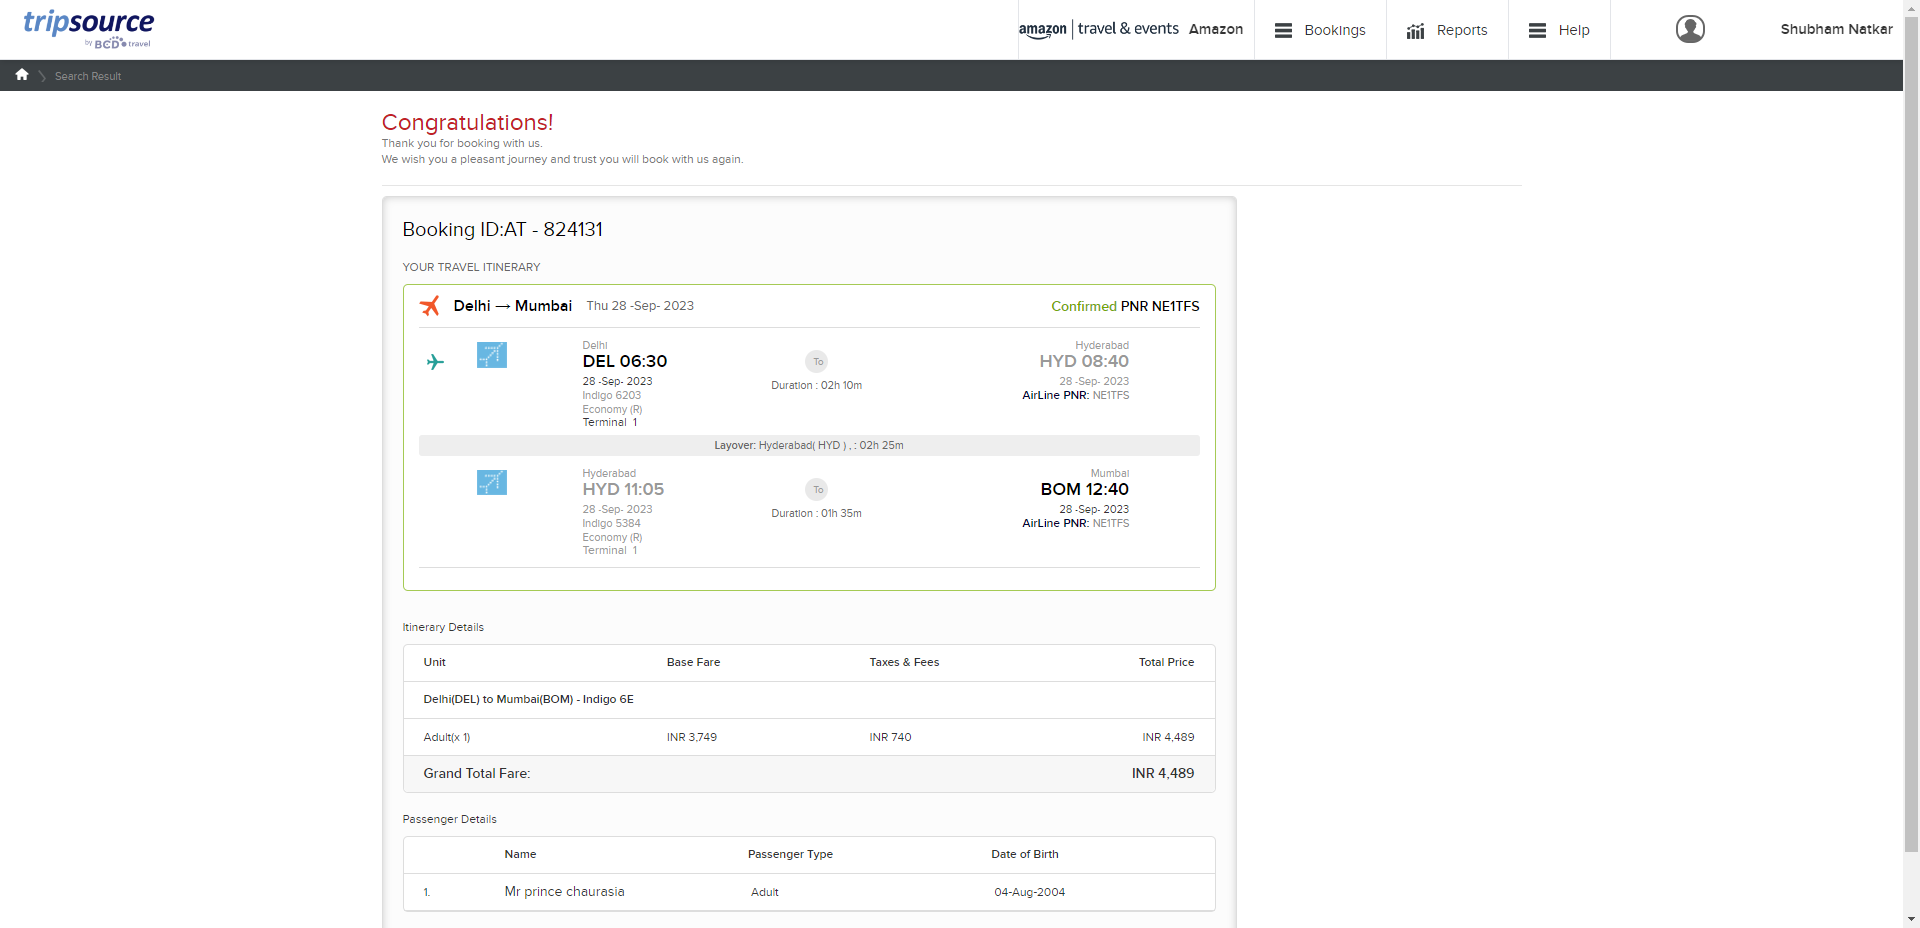 tripsource
by BCD travel
amazon | travel & events Amazon
Bookings
Reports
Help
Shubham Natkar
Search Result
Congratulations!
Thank you for booking with us.
We wish you a pleasant journey and trust you will book with us again.
Booking ID:AT - 824131
YOUR TRAVEL ITINERARY
Delhi → Mumbai Thu 28 -Sep- 2023 Confirmed PNR NE1TFS
Delhi
DEL 06:30
28 -Sep- 2023
Indigo 6203
Economy (R)
Terminal 1
To
Duration : 02h 10m
Hyderabad
HYD 08:40
28 -Sep- 2023
AirLine PNR: NE1TFS
Layover: Hyderabad( HYD ) , : 02h 25m
Hyderabad
HYD 11:05
28 -Sep- 2023
Indigo 5384
Economy (R)
Terminal 1
To
Duration : 01h 35m
Mumbai
BOM 12:40
28 -Sep- 2023
AirLine PNR: NE1TFS
Itinerary Details
Unit Base Fare Taxes & Fees Total Price
Delhi(DEL) to Mumbai(BOM) - Indigo 6E
Adult(x 1) INR 3,749 INR 740 INR 4,489
Grand Total Fare: INR 4,489
Passenger Details
Name Passenger Type Date of Birth
1. Mr prince chaurasia Adult 04-Aug-2004